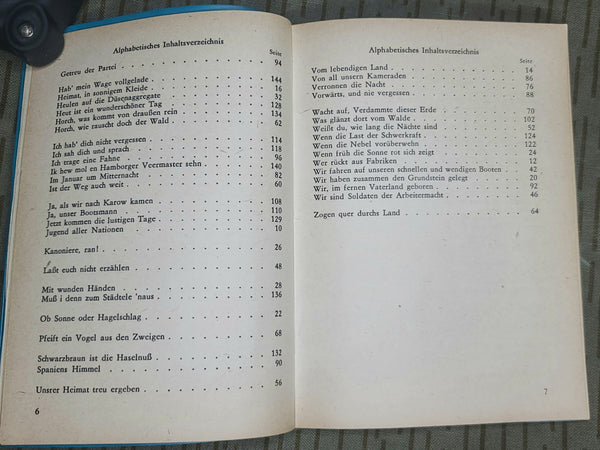 Alphabetisches Inhaltsverzeichnis
Seite
Getreu der Partei . . . . . . . . . . 94
Hab' mein Wage vollgelade . . . . . . . . . . 144
Heimat, in sonnigem Kleide . . . . . . . . . . 16
Heulen auf die Düsenaggregate . . . . . . . . . . 32
Heut ist ein wunderschöner Tag . . . . . . . . . . 128
Horch, was kommt von draußen rein . . . . . . . . . . 134
Horch, wie rauscht doch der Wald . . . . . . . . . . 62
Ich hab' dich nicht vergessen . . . . . . . . . . 114
Ich sah dich und sprach . . . . . . . . . . 118
Ich trage eine Fahne . . . . . . . . . . 96
Ik hew mol en Hamborger Veermaster sehn . . . . . . . . . . 140
Im Januar um Mitternacht . . . . . . . . . . 82
Ist der Weg auch weit . . . . . . . . . . 60
Ja, als wir nach Karow kamen . . . . . . . . . . 108
Ja, unser Bootsmann . . . . . . . . . . 110
Jetzt kommen die lustigen Tage . . . . . . . . . . 129
Jugend aller Nationen . . . . . . . . . . 10
Kanoniere, ran! . . . . . . . . . . 26
Laßt euch nicht erzählen . . . . . . . . . . 48
Mit wunden Händen . . . . . . . . . . 28
Muß i denn zum Städtele 'naus . . . . . . . . . . 136
Ob Sonne oder Hagelschlag . . . . . . . . . . 22
Pfeift ein Vogel aus den Zweigen . . . . . . . . . . 68
Schwarzbraun ist die Haselnuß . . . . . . . . . . 132
Spaniens Himmel . . . . . . . . . . 90
Unsrer Heimat treu ergeben . . . . . . . . . . 56
6
Alphabetisches Inhaltsverzeichnis
Seite
Vom lebendigen Land . . . . . . . . . . 14
Von all unsern Kameraden . . . . . . . . . . 86
Verronnen die Nacht . . . . . . . . . . 76
Vorwärts, und nie vergessen . . . . . . . . . . 88
Wacht auf, Verdammte dieser Erde . . . . . . . . . . 70
Was glänzt dort vom Walde . . . . . . . . . . 102
Weißt du, wie lang die Nächte sind . . . . . . . . . . 52
Wenn die Last der Schwerkraft . . . . . . . . . . 124
Wenn die Nebel vorüberwehn . . . . . . . . . . 122
Wenn früh die Sonne rot sich zeigt . . . . . . . . . . 24
Wer ruckt aus Fabriken . . . . . . . . . . 12
Wir fahren auf unseren schnellen und wendigen Booten . . 42
Wir haben zusammen den Grundstein gelegt . . . . . . . . . . 20
Wir, im fernen Vaterland geboren . . . . . . . . . . 92
Wir sind Soldaten der Arbeitermacht . . . . . . . . . . 46
Zogen quer durchs Land . . . . . . . . . . 64
7